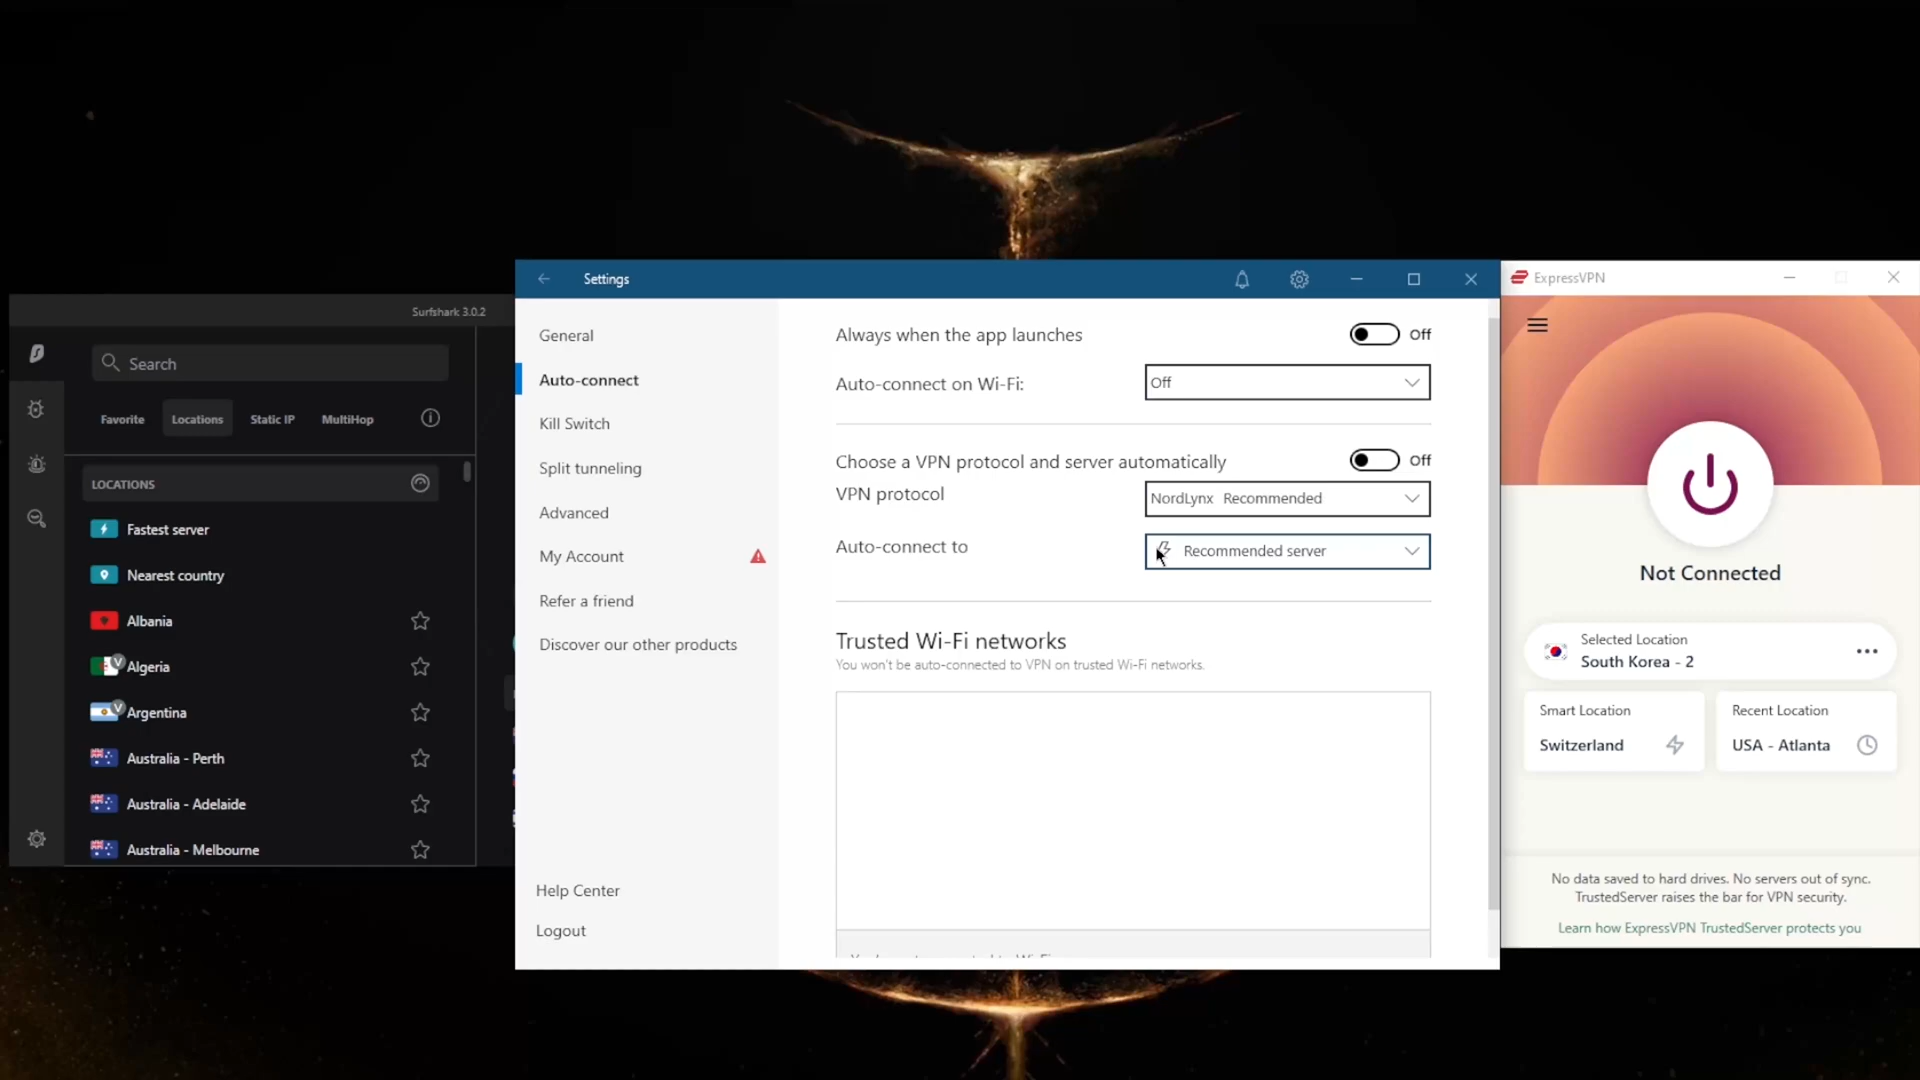 Surfshark 3.0.2
Search
Favorite
Locations
Static IP
MultiHop
LOCATIONS
Fastest server
Nearest country
Albania
V
Algeria
V
Argentina
Australia - Perth
Australia - Adelaide
Australia - Melbourne
Settings
General
Auto-connect
Kill Switch
Split tunneling
Advanced
My Account
Refer a friend
Discover our other products
Help Center
Logout
Always when the app launches
Off
Auto-connect on Wi-Fi:
Off
Choose a VPN protocol and server automatically
Off
VPN protocol
NordLynx Recommended
Auto-connect to
Recommended server
Trusted Wi-Fi networks
You won't be auto-connected to VPN on trusted Wi-Fi networks.
ExpressVPN
Not Connected
Selected Location
South Korea - 2
Smart Location
Switzerland
Recent Location
USA - Atlanta
No data saved to hard drives. No servers out of sync.
TrustedServer raises the bar for VPN security.
Learn how ExpressVPN TrustedServer protects you